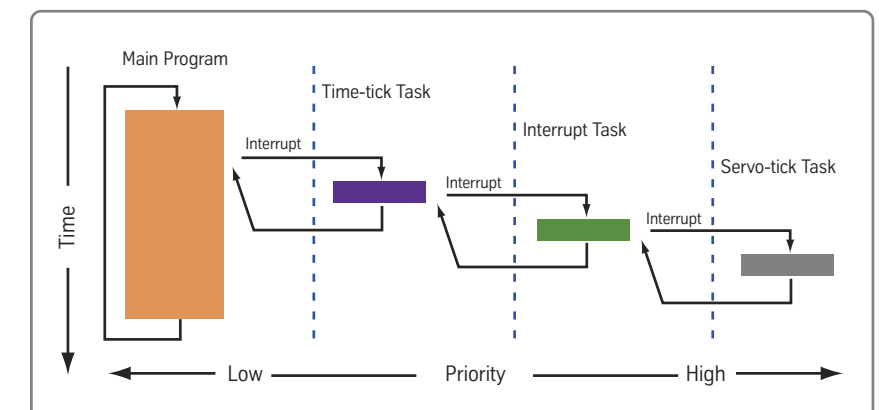 Main Program
Time-tick Task
Interrupt Task
Interrupt
Servo-tick Task
Interrupt
Interrupt
Time
Low
Priority
High